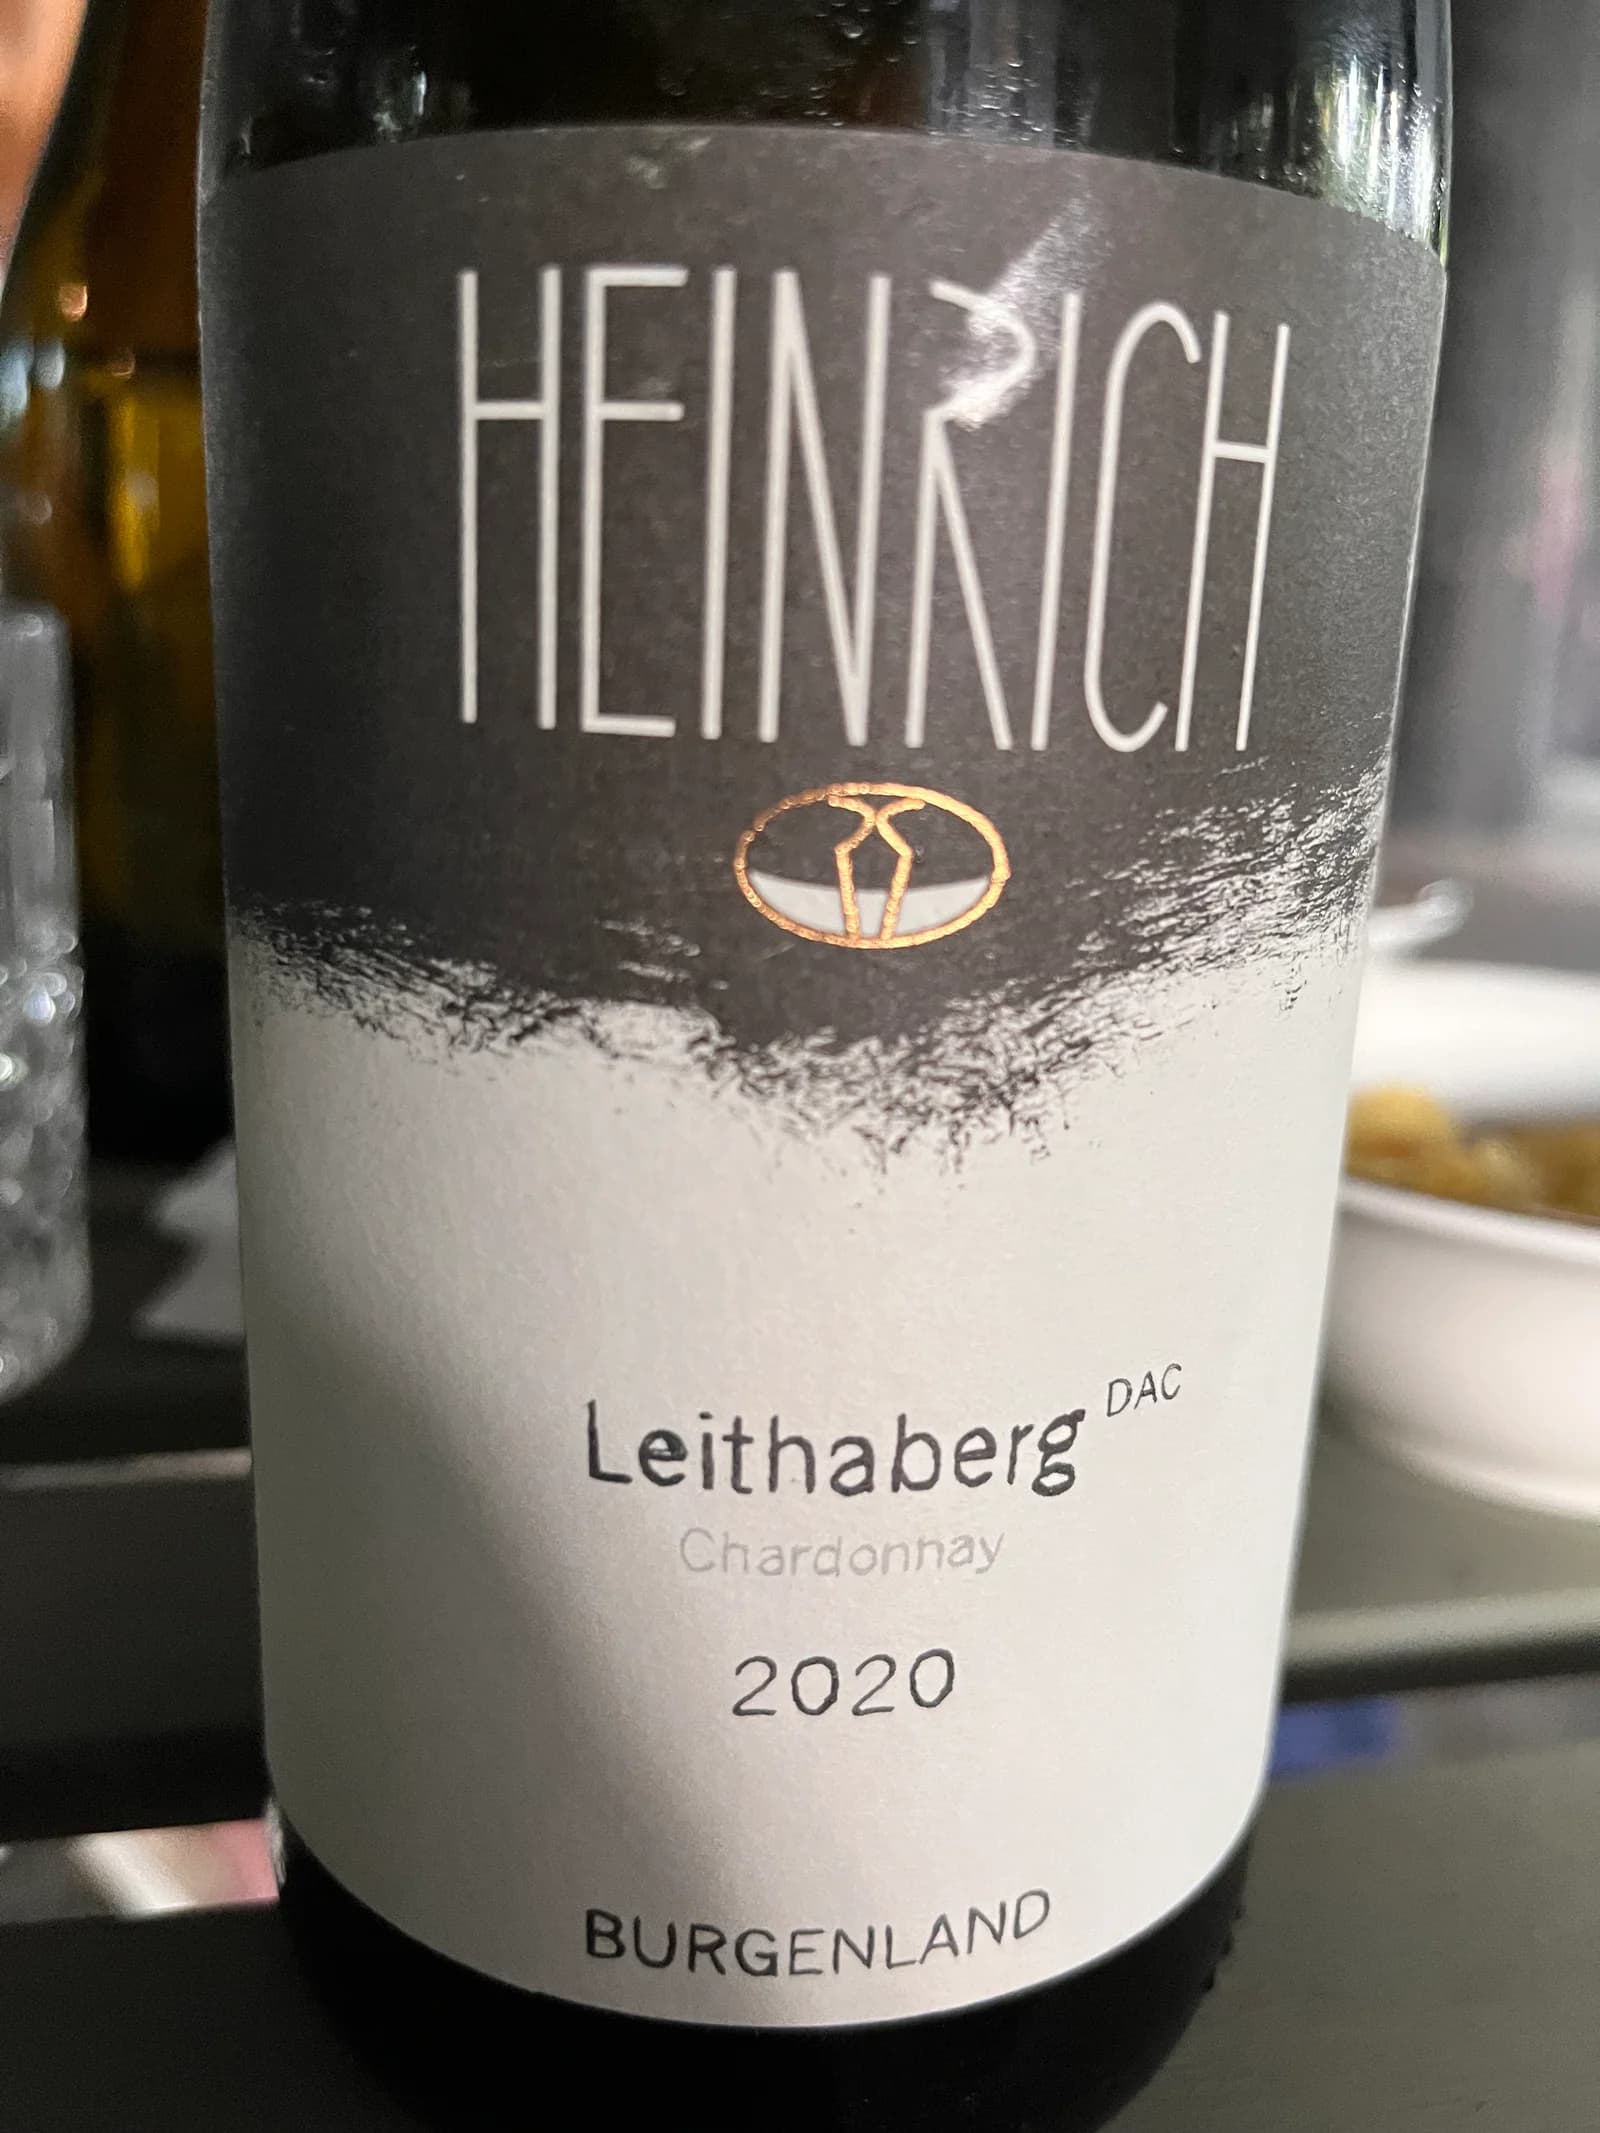 HEINRICH
Leithaberg DAC
Chardonnay
2020
BURGENLAND